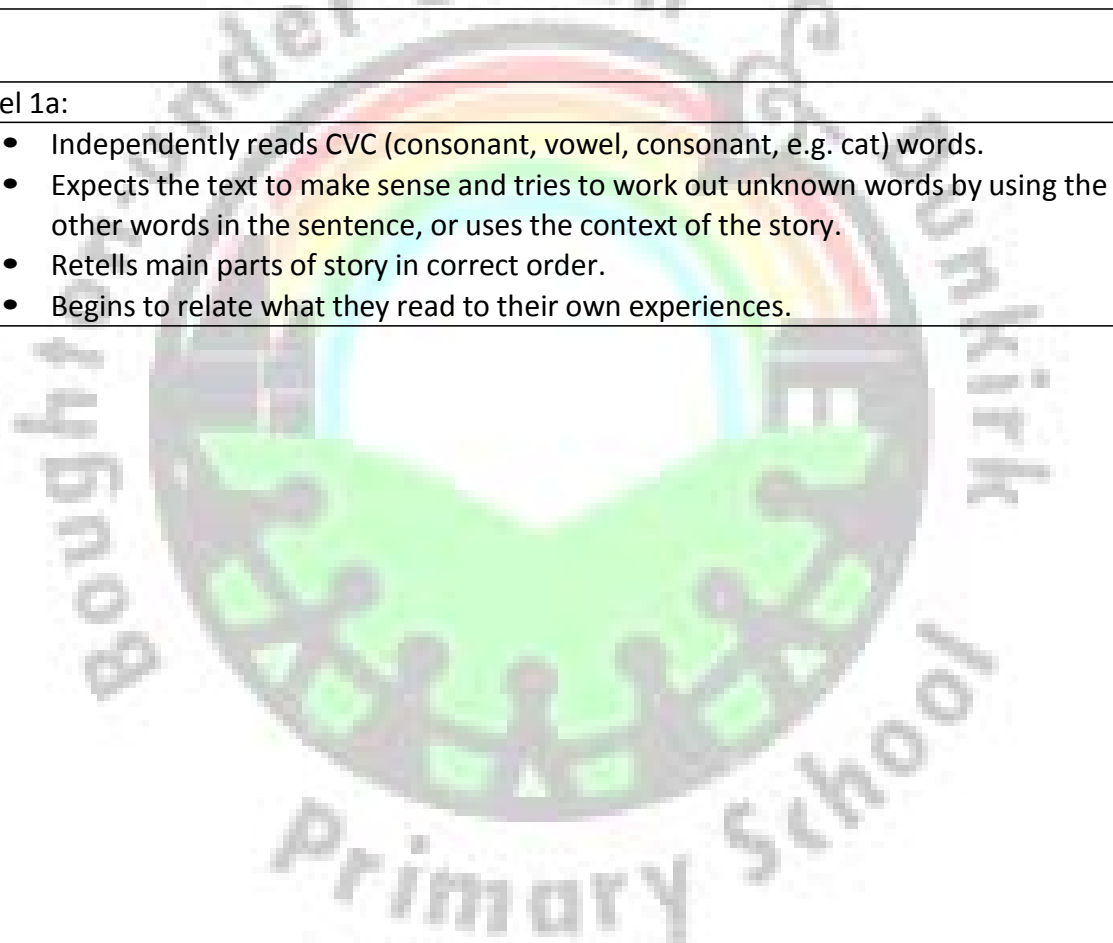 el 1a:
• Independently reads CVC (consonant, vowel, consonant, e.g. cat) words.
• Expects the text to make sense and tries to work out unknown words by using the
other words in the sentence, or uses the context of the story.
• Retells main parts of story in correct order.
• Begins to relate what they read to their own experiences.
Boughton-under
& Dunkirk
Primary School